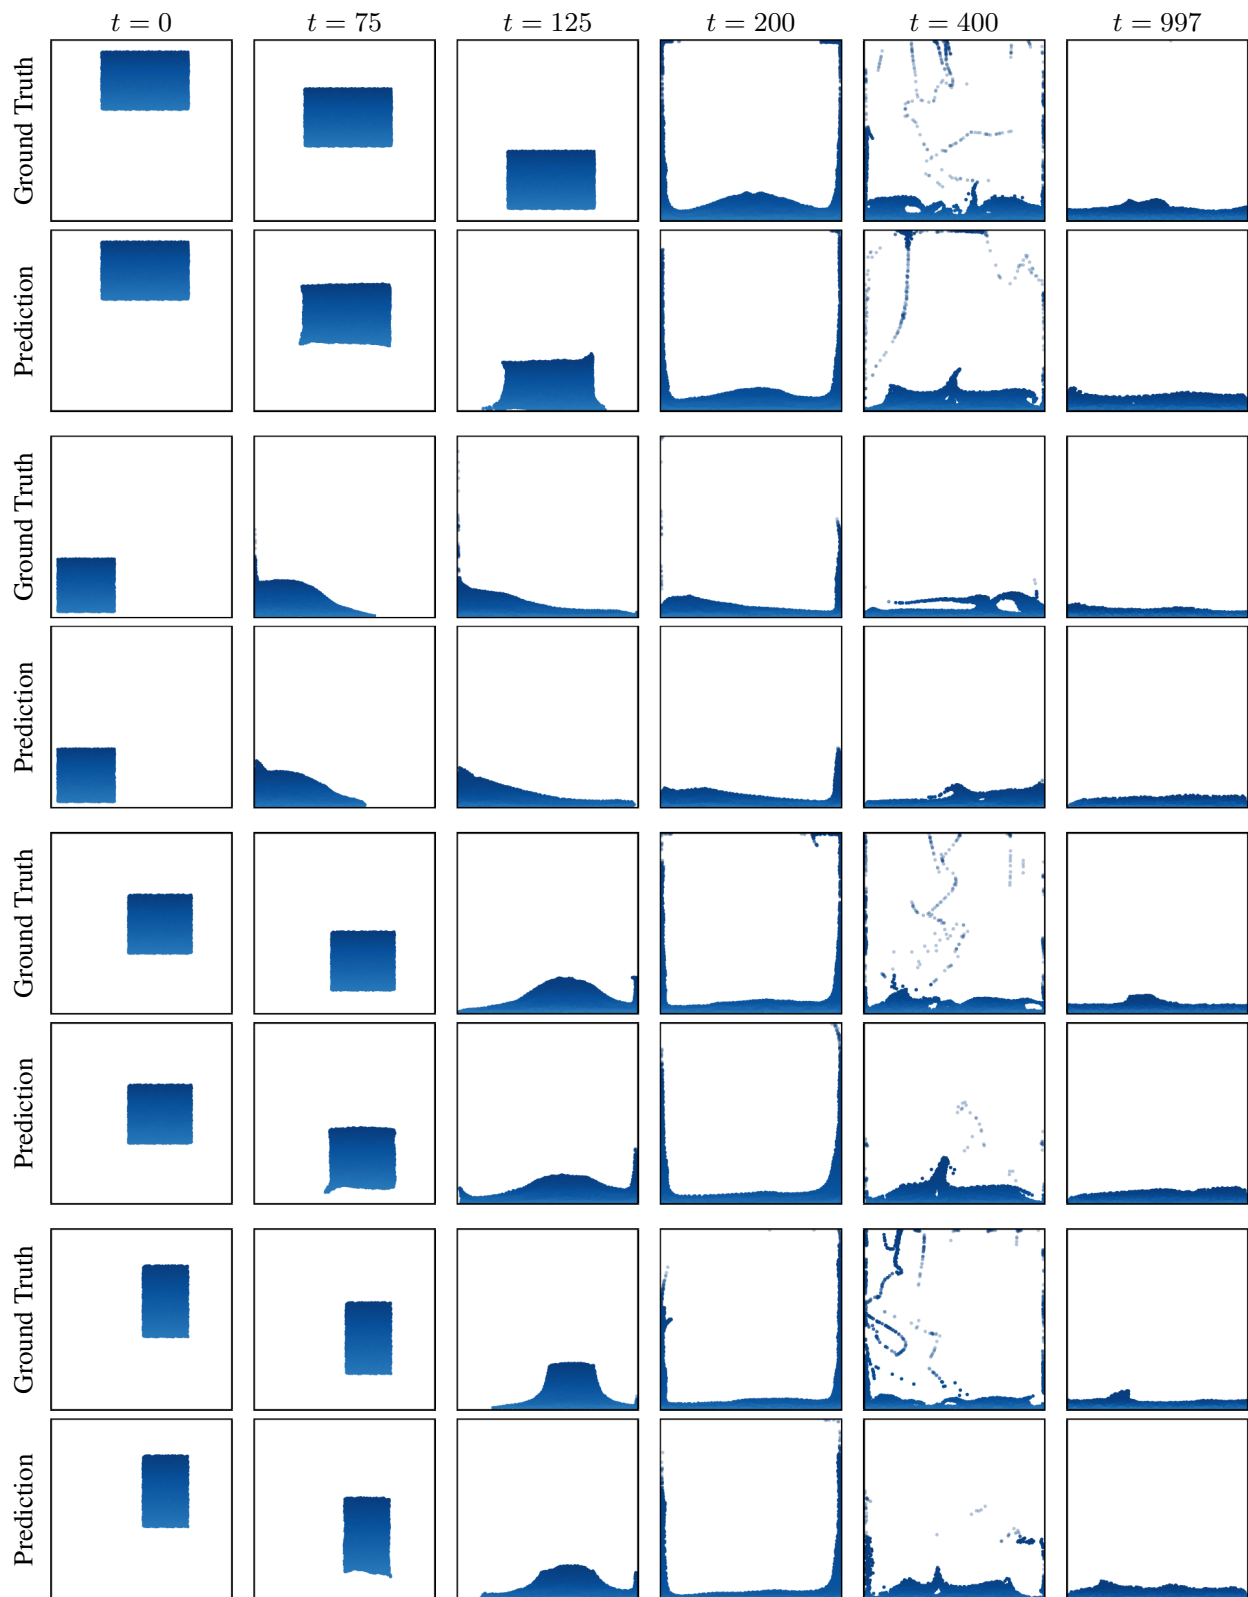 t = 0 t = 75 t = 125 t = 200 t = 400 t = 997
Ground Truth
Prediction
Ground Truth
Prediction
Ground Truth
Prediction
Ground Truth
Prediction